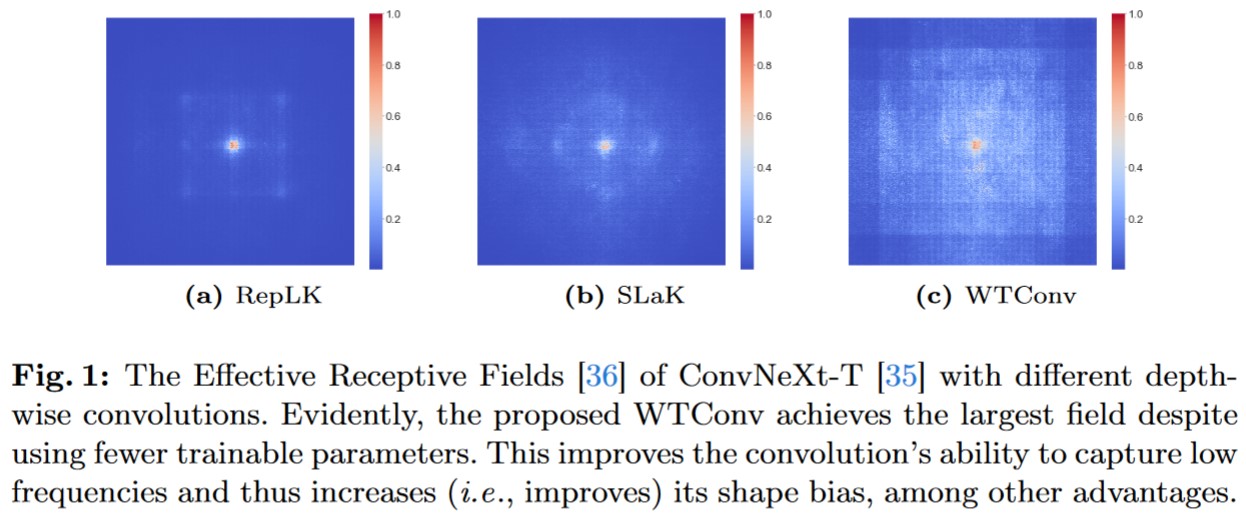 1.0
0.8
0.6
0.4
0.2
1.0
0.8
0.6
0.4
0.2
1.0
0.8
0.6
0.4
0.2
(a) RepLK
(b) SLaK
(c) WTConv
Fig. 1: The Effective Receptive Fields [36] of ConvNeXt-T [35] with different depth-
wise convolutions. Evidently, the proposed WTConv achieves the largest field despite
using fewer trainable parameters. This improves the convolution's ability to capture low
frequencies and thus increases (i.e., improves) its shape bias, among other advantages.